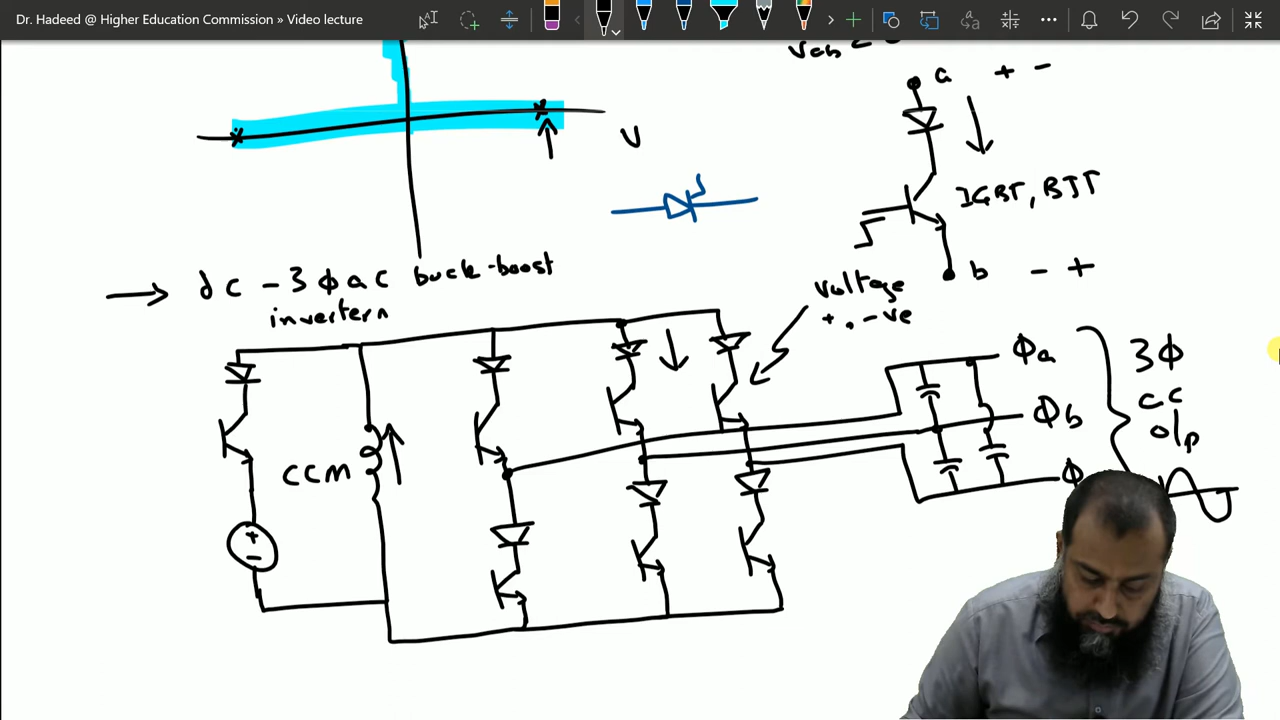 Dr. Hadeed @ Higher Education Commission » Video lecture
a + -
V
IGBT, BJT
b - +
→ dc - 3 ϕ ac buck-boost
inverter
voltage
+, -ve
ϕa
3ϕ
ac
o/p
ϕb
CCM
ϕ
+
-